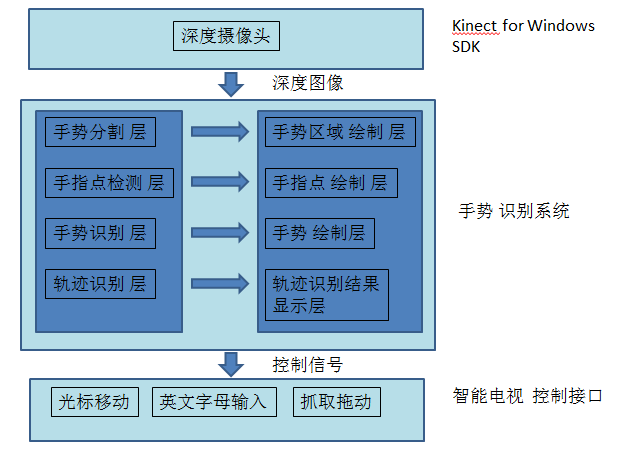 深度摄像头
Kinect for Windows
SDK
深度图像
手势分割 层
手势区域 绘制 层
手指点检测 层
手指点 绘制 层
手势 识别系统
手势识别 层
手势 绘制层
轨迹识别 层
轨迹识别结果
显示层
控制信号
光标移动
英文字母输入
抓取拖动
智能电视 控制接口